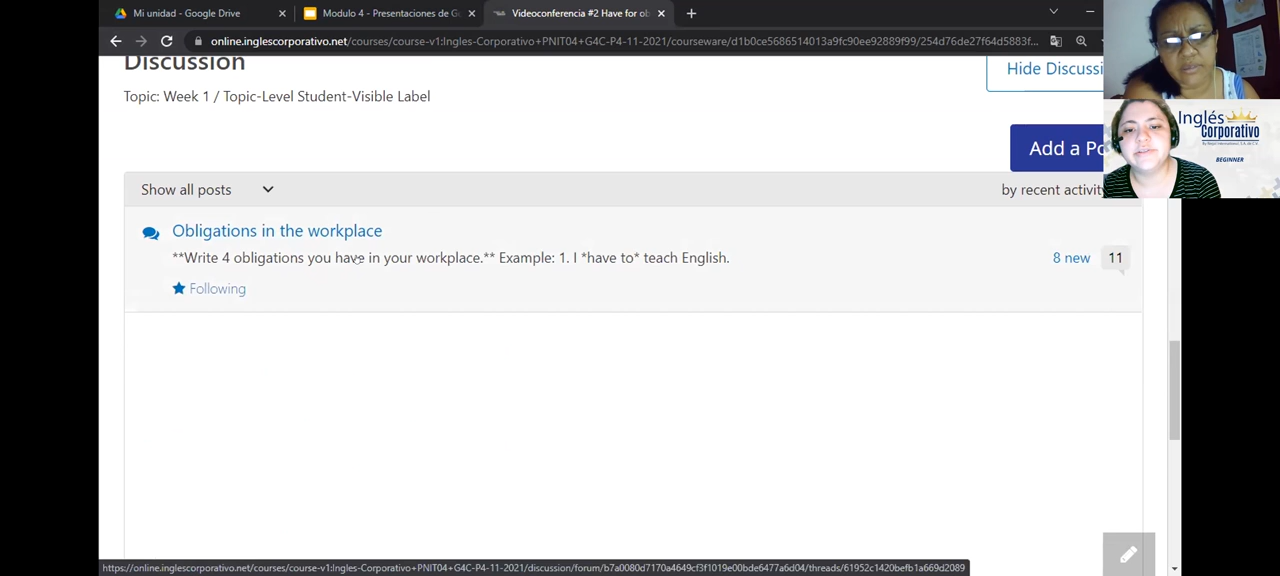 Mi unidad - Google Drive
Modulo 4 - Presentaciones de G
Videoconferencia #2 Have for ob
online.inglescorporativo.net/courses/course-v1:Ingles-Corporativo+PNIT04+G4C-P4-11-2021/courseware/d1b0ce5686514013a9fc90ee92889f99/254d76de27f64d5883f...
Discussion
Hide Discussi
Topic: Week 1 / Topic-Level Student-Visible Label
Inglés
Corporativo
BEGINNER
Add a Po
Show all posts
by recent activity
Obligations in the workplace
**Write 4 obligations you have in your workplace.** Example: 1. I *have to* teach English.
8 new
11
Following
https://online.inglescorporativo.net/courses/course-v1:Ingles-Corporativo+PNIT04+G4C-P4-11-2021/discussion/forum/b7a0080d7170a4649cf3f1019e00bde6477a6d04/threads/61952c1420befb1a669d2089